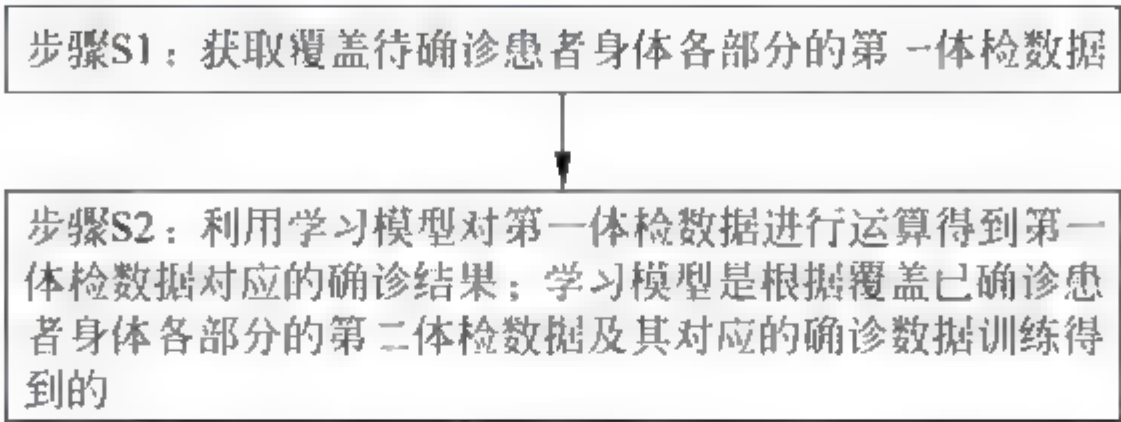 步骤S1：获取覆盖待确诊患者身体各部分的第一体检数据
步骤S2：利用学习模型对第一体检数据进行运算得到第一
体检数据对应的确诊结果；学习模型是根据覆盖已确诊患
者身体各部分的第二体检数据及其对应的确诊数据训练得
到的